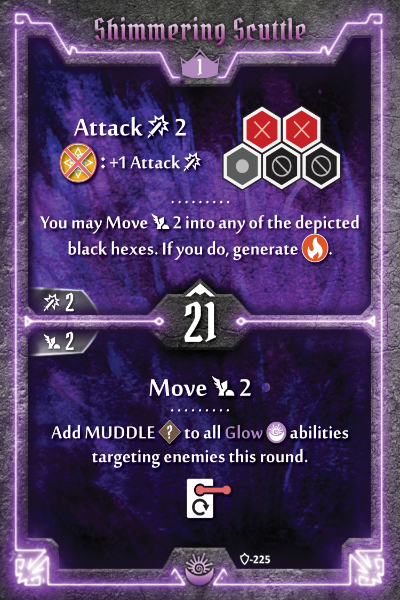 Shimmering Scuttle
1
Attack 2
: +1 Attack
You may Move 2 into any of the depicted
black hexes. If you do, generate .
2
21
2
Move 2
Add MUDDLE ? to all Glow abilities
targeting enemies this round.
-225